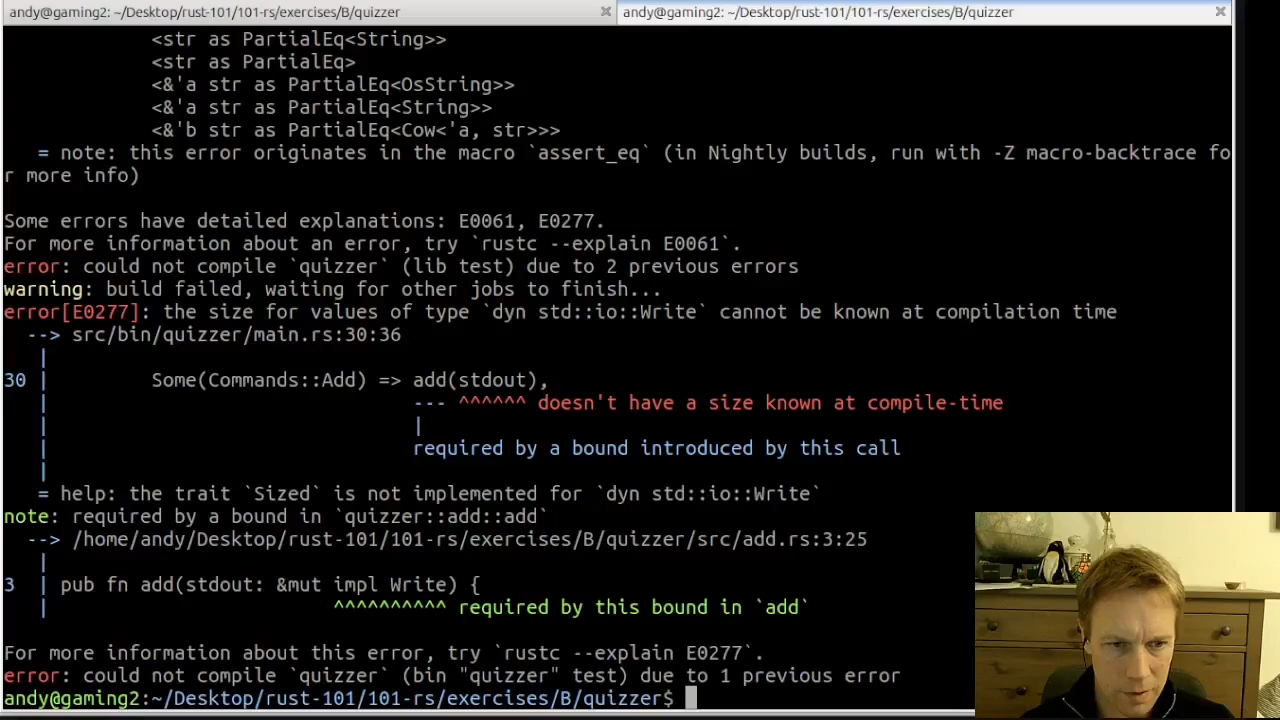 andy@gaming2: ~/Desktop/rust-101/101-rs/exercises/B/quizzer
andy@gaming2: ~/Desktop/rust-101/101-rs/exercises/B/quizzer
<str as PartialEq<String>>
<str as PartialEq>
<&'a str as PartialEq<OsString>>
<&'a str as PartialEq<String>>
<&'b str as PartialEq<Cow<'a, str>>>
= note: this error originates in the macro `assert_eq` (in Nightly builds, run with -Z macro-backtrace fo
r more info)
Some errors have detailed explanations: E0061, E0277.
For more information about an error, try `rustc --explain E0061`.
error: could not compile `quizzer` (lib test) due to 2 previous errors
warning: build failed, waiting for other jobs to finish...
error[E0277]: the size for values of type `dyn std::io::Write` cannot be known at compilation time
--> src/bin/quizzer/main.rs:30:36
|
30 |         Some(Commands::Add) => add(stdout),
|                                --- ^^^^^^ doesn't have a size known at compile-time
|                                |
|                                required by a bound introduced by this call
|
= help: the trait `Sized` is not implemented for `dyn std::io::Write`
note: required by a bound in `quizzer::add::add`
--> /home/andy/Desktop/rust-101/101-rs/exercises/B/quizzer/src/add.rs:3:25
|
3  | pub fn add(stdout: &mut impl Write) {
|                         ^^^^^^^^^^ required by this bound in `add`
For more information about this error, try `rustc --explain E0277`.
error: could not compile `quizzer` (bin "quizzer" test) due to 1 previous error
andy@gaming2:~/Desktop/rust-101/101-rs/exercises/B/quizzer$